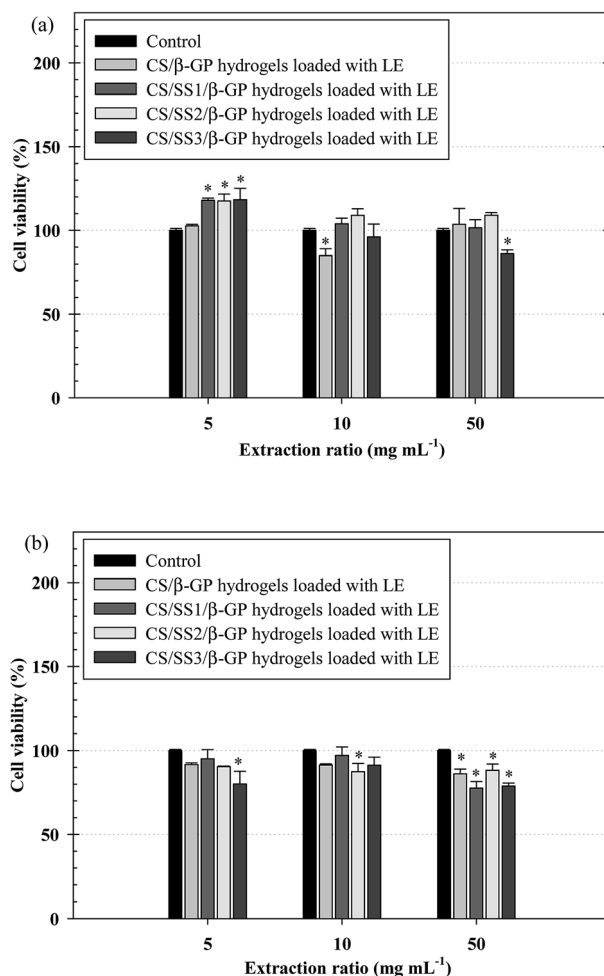 (a)
Control
CS/β-GP hydrogels loaded with LE
CS/SS1/β-GP hydrogels loaded with LE
CS/SS2/β-GP hydrogels loaded with LE
CS/SS3/β-GP hydrogels loaded with LE
200
150
100
50
0
Cell viability (%)
* * *
*
*
5 10 50
Extraction ratio (mg mL⁻¹)
(b)
Control
CS/β-GP hydrogels loaded with LE
CS/SS1/β-GP hydrogels loaded with LE
CS/SS2/β-GP hydrogels loaded with LE
CS/SS3/β-GP hydrogels loaded with LE
200
150
100
50
0
Cell viability (%)
*
*
* * * *
5 10 50
Extraction ratio (mg mL⁻¹)